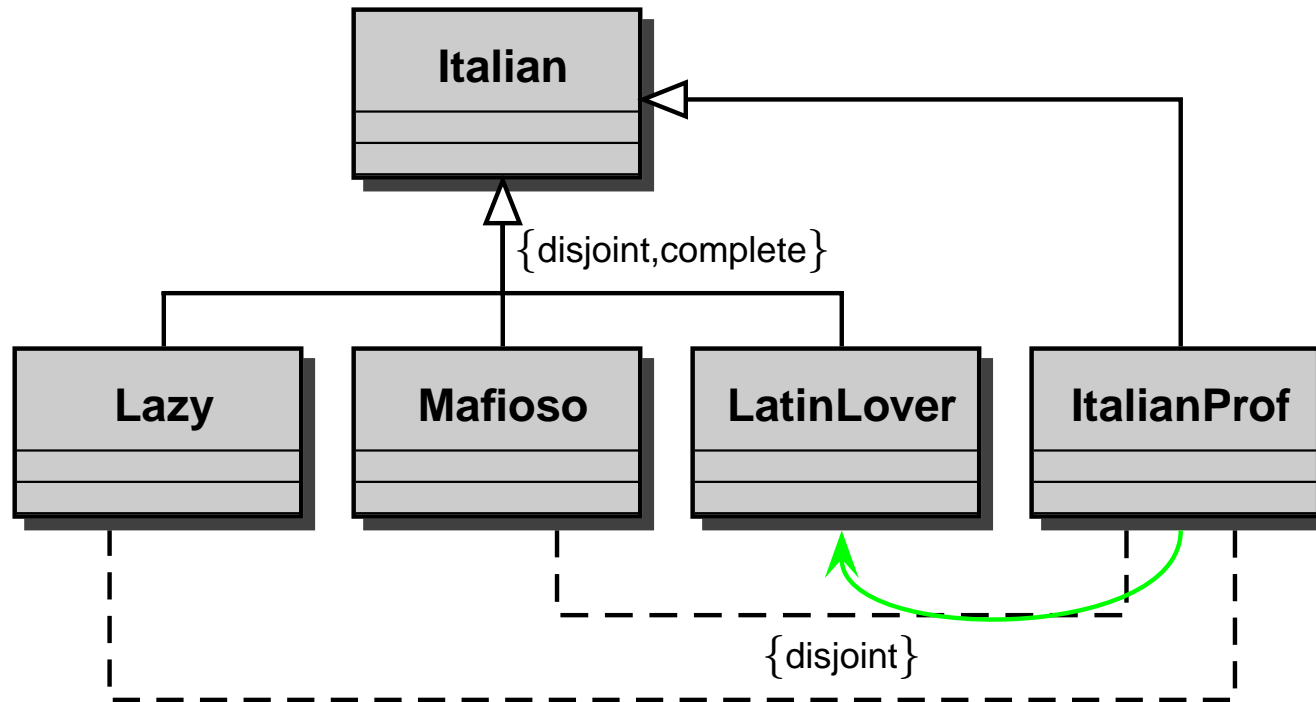 Italian
{disjoint,complete}
Lazy
Mafioso
LatinLover
ItalianProf
{disjoint}